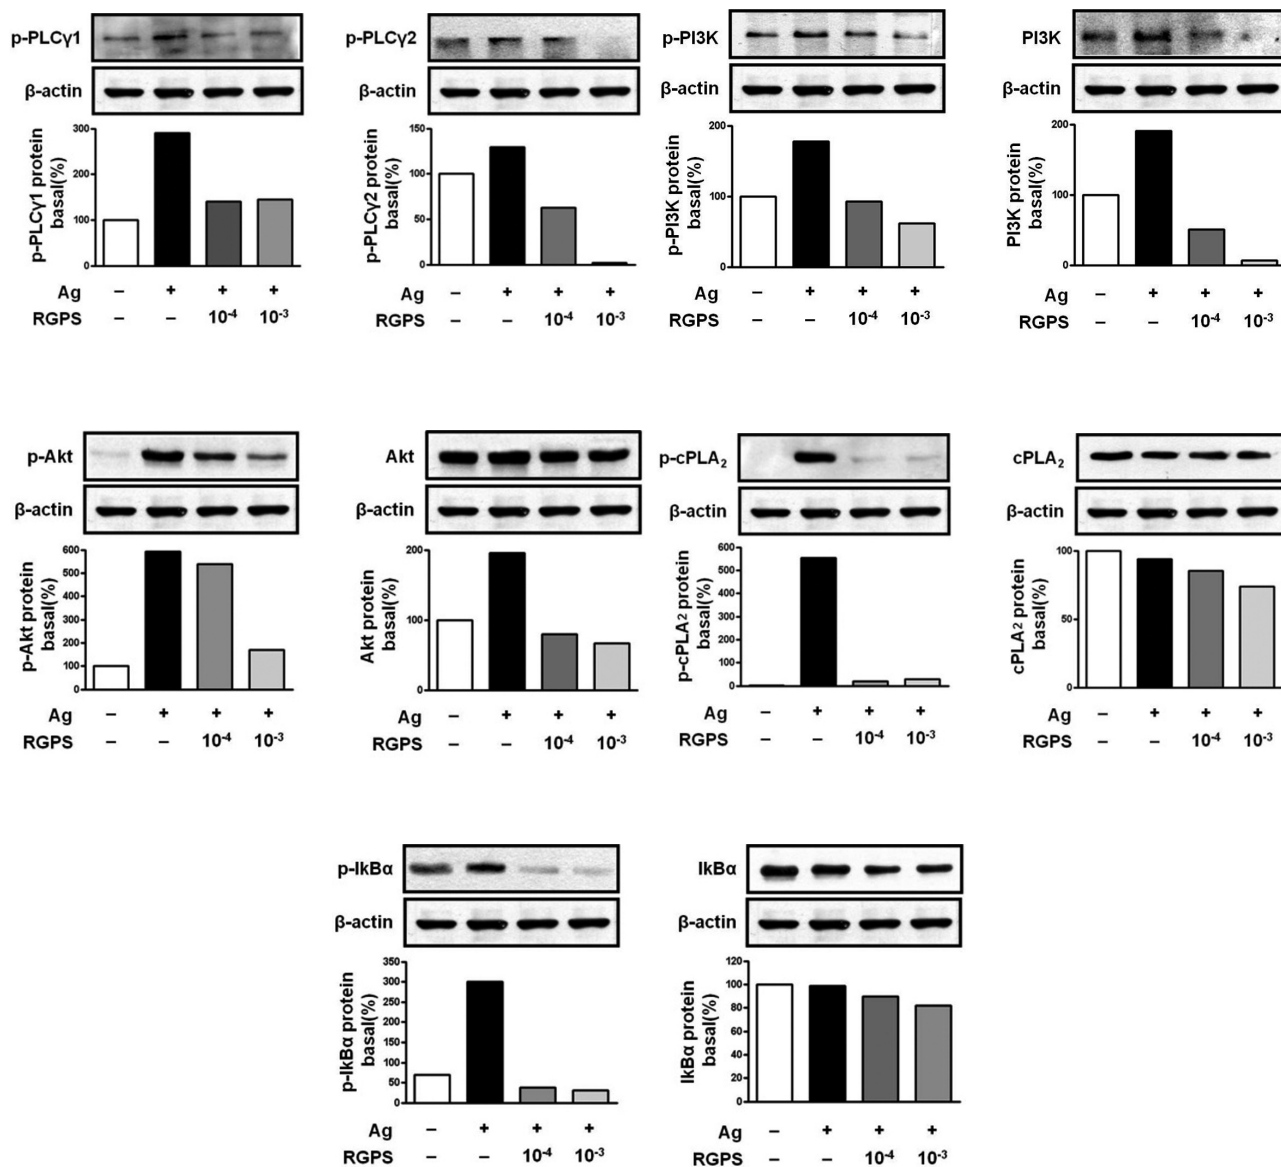 p-PLCγ1
β-actin
p-PLCγ1 protein
basal(%)
300
200
100
0
Ag – + + +
RGPS – – 10⁻⁴ 10⁻³
p-PLCγ2
β-actin
p-PLCγ2 protein
basal(%)
150
100
50
0
Ag – + + +
RGPS – – 10⁻⁴ 10⁻³
p-PI3K
β-actin
p-PI3K protein
basal(%)
200
100
0
Ag – + + +
RGPS – – 10⁻⁴ 10⁻³
PI3K
β-actin
PI3K protein
basal(%)
200
150
100
50
0
Ag – + + +
RGPS – – 10⁻⁴ 10⁻³
p-Akt
β-actin
p-Akt protein
basal(%)
600
500
400
300
200
100
0
Ag – + + +
RGPS – – 10⁻⁴ 10⁻³
Akt
β-actin
Akt protein
basal(%)
200
100
0
Ag – + + +
RGPS – – 10⁻⁴ 10⁻³
p-cPLA₂
β-actin
p-cPLA2 protein
basal(%)
600
500
400
300
200
100
0
Ag – + + +
RGPS – – 10⁻⁴ 10⁻³
cPLA₂
β-actin
cPLA2 protein
basal(%)
100
50
0
Ag – + + +
RGPS – – 10⁻⁴ 10⁻³
p-IkBα
β-actin
p-IkBα protein
basal(%)
350
300
250
200
150
100
50
0
Ag – + + +
RGPS – – 10⁻⁴ 10⁻³
IkBα
β-actin
IkBα protein
basal(%)
120
100
80
60
40
20
0
Ag – + + +
RGPS – – 10⁻⁴ 10⁻³